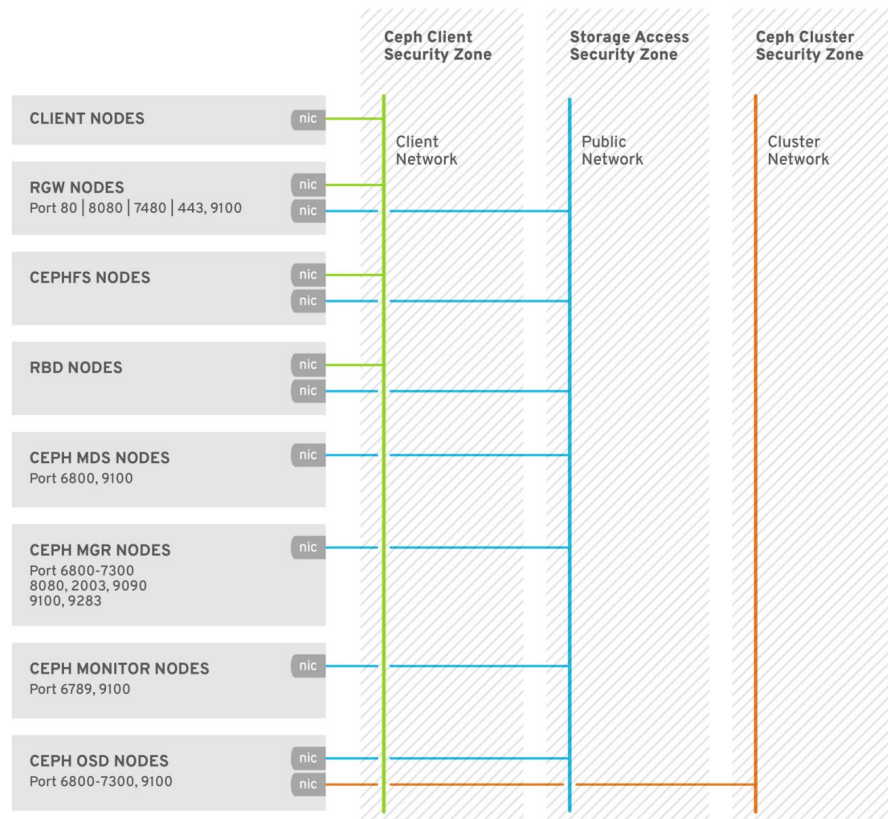 Ceph Client
Security Zone
Storage Access
Security Zone
Ceph Cluster
Security Zone
Client
Network
Public
Network
Cluster
Network
CLIENT NODES
nic
RGW NODES
Port 80 | 8080 | 7480 | 443, 9100
nic
nic
CEPHFS NODES
nic
nic
RBD NODES
nic
nic
CEPH MDS NODES
Port 6800, 9100
nic
CEPH MGR NODES
Port 6800-7300
8080, 2003, 9090
9100, 9283
nic
CEPH MONITOR NODES
Port 6789, 9100
nic
CEPH OSD NODES
Port 6800-7300, 9100
nic
nic